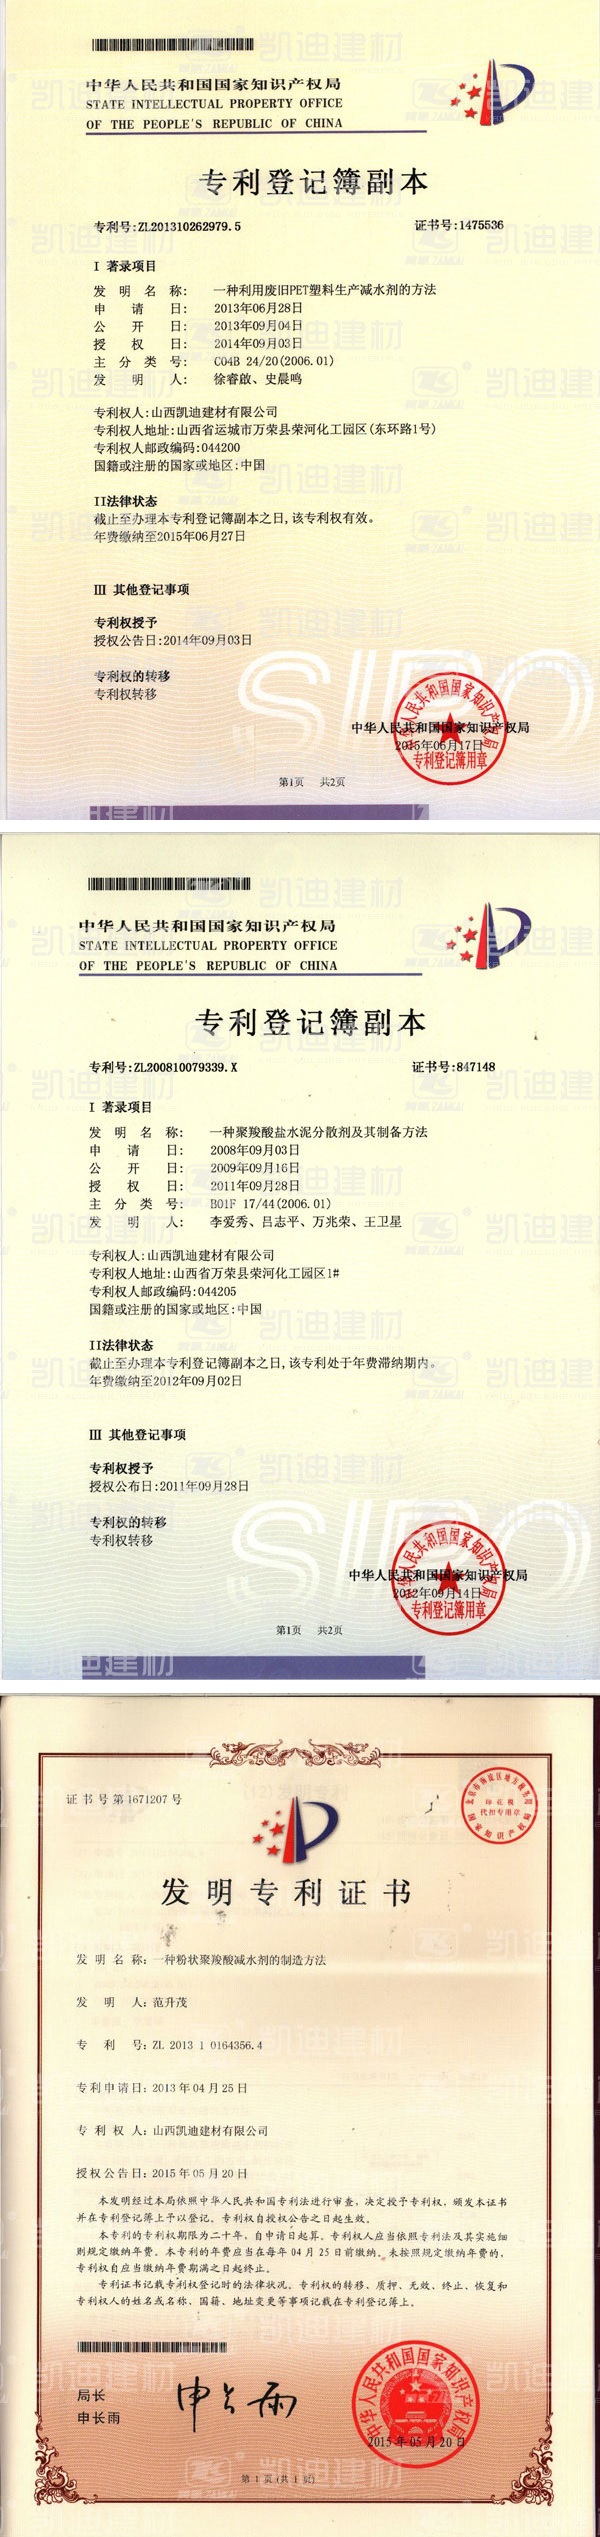 中华人民共和国国家知识产权局
STATE INTELLECTUAL PROPERTY OFFICE
OF THE PEOPLE'S REPUBLIC OF CHINA
专利登记簿副本
专利号:ZL201310262979.5 证书号:1475536
I 著录项目
发明名称: 一种利用废旧PET塑料生产减水剂的方法
申请日: 2013年06月28日
公开日: 2013年09月04日
授权日: 2014年09月03日
主分类号: C04B 24/20(2006.01)
发明人: 徐睿啟、史晨鸣
专利权人:山西凯迪建材有限公司
专利权人地址:山西省运城市万荣县荣河化工园区(东环路1号)
专利权人邮政编码:044200
国籍或注册的国家或地区:中国
II法律状态
截止至办理本专利登记簿副本之日,该专利权有效。
年费缴纳至2015年06月27日
III 其他登记事项
专利权授予
授权公告日:2014年09月03日
专利权的转移
专利权转移
SIPO
中华人民共和国国家知识产权局
2015年06月17日
专利登记簿用章
第1页 共2页
中华人民共和国国家知识产权局
STATE INTELLECTUAL PROPERTY OFFICE
OF THE PEOPLE'S REPUBLIC OF CHINA
专利登记簿副本
专利号:ZL200810079339.X 证书号:847148
I 著录项目
发明名称: 一种聚羧酸盐水泥分散剂及其制备方法
申请日: 2008年09月03日
公开日: 2009年09月16日
授权日: 2011年09月28日
主分类号: B01F 17/44(2006.01)
发明人: 李爱秀、吕志平、万兆荣、王卫星
专利权人:山西凯迪建材有限公司
专利权人地址:山西省万荣县荣河化工园区1#
专利权人邮政编码:044205
国籍或注册的国家或地区:中国
II法律状态
截止至办理本专利登记簿副本之日,该专利处于年费滞纳期内。
年费缴纳至2012年09月02日
III 其他登记事项
专利权授予
授权公布日:2011年09月28日
专利权的转移
专利权转移
SIPO
中华人民共和国国家知识产权局
2012年09月14日
专利登记簿用章
第1页 共2页
证书号第1671207号
发明专利证书
发明名称:一种粉状聚羧酸减水剂的制造方法
发明人:范升茂
专利号:ZL 2013 1 0164356.4
专利申请日:2013年04月25日
专利权人:山西凯迪建材有限公司
授权公告日:2015年05月20日
本发明经过本局依照中华人民共和国专利法进行审查,决定授予专利权,颁发本证书
并在专利登记簿上予以登记。专利权自授权公告之日起生效。
本专利的专利权期限为二十年,自申请日起算。专利权人应当依照专利法及其实施细
则规定缴纳年费。本专利的年费应当在每年04月25日前缴纳。未按照规定缴纳年费的,
专利权自应当缴纳年费期满之日起终止。
专利证书记载专利权登记时的法律状况。专利权的转移、质押、无效、终止、恢复和
专利权人的姓名或名称、国籍、地址变更等事项记载在专利登记簿上。
局长
申长雨
中华人民共和国国家知识产权局
2015年05月20日
第1页(共1页)